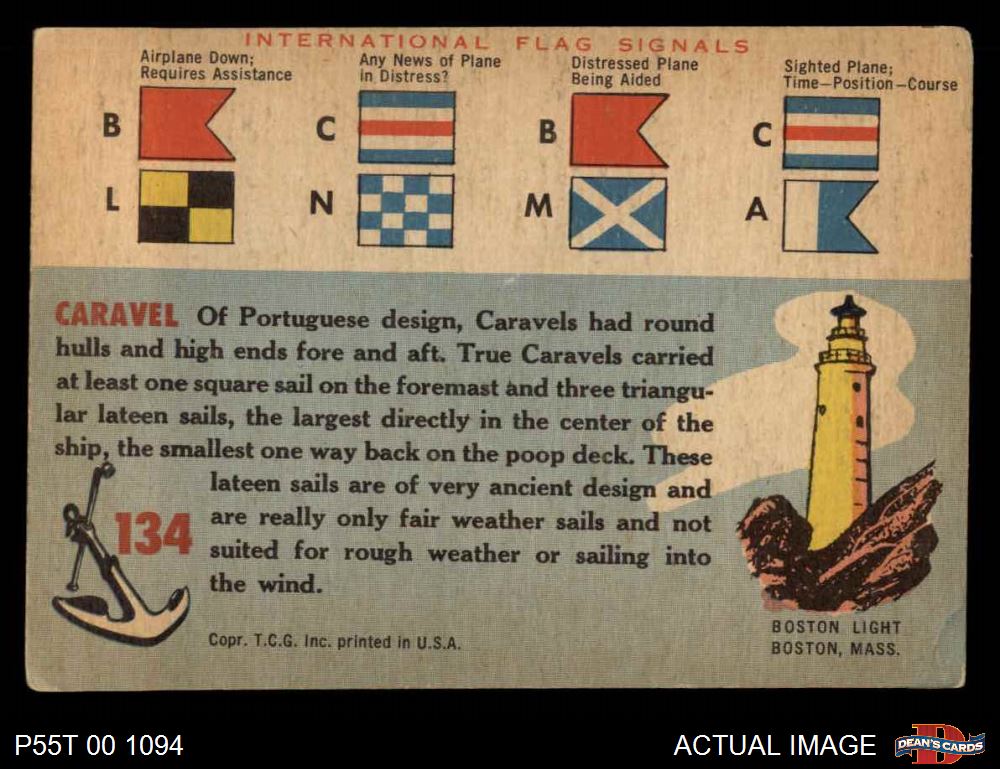 INTERNATIONAL FLAG SIGNALS
Airplane Down;
Requires Assistance
Any News of Plane
in Distress?
Distressed Plane
Being Aided
Sighted Plane;
Time—Position—Course
B
C
B
C
L
N
M
A
CARAVEL Of Portuguese design, Caravels had round
hulls and high ends fore and aft. True Caravels carried
at least one square sail on the foremast and three triangu-
lar lateen sails, the largest directly in the center of the
ship, the smallest one way back on the poop deck. These
lateen sails are of very ancient design and
are really only fair weather sails and not
suited for rough weather or sailing into
the wind.
134
Copr. T.C.G. Inc. printed in U.S.A.
BOSTON LIGHT
BOSTON, MASS.
P55T 00 1094
ACTUAL IMAGE
D
DEAN'S CARDS